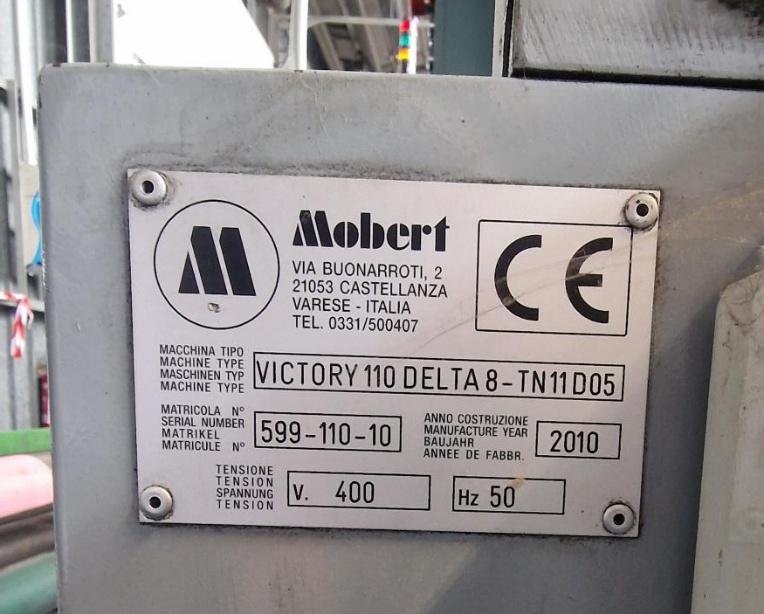 Mobert
VIA BUONARROTI, 2
21053 CASTELLANZA
VARESE - ITALIA
TEL. 0331/500407
CE
MACCHINA TIPO
MACHINE TYPE
MASCHINEN TYP
MACHINE TYPE
VICTORY 110 DELTA 8-TN11D05
MATRICOLA Nº
SERIAL NUMBER
MATRIKEL
MATRICULE Nº
599-110-10
ANNO COSTRUZIONE
MANUFACTURE YEAR
BAUJAHR
ANNEE DE FABBR.
2010
TENSIONE
TENSION
SPANNUNG
TENSION
V. 400
Hz 50